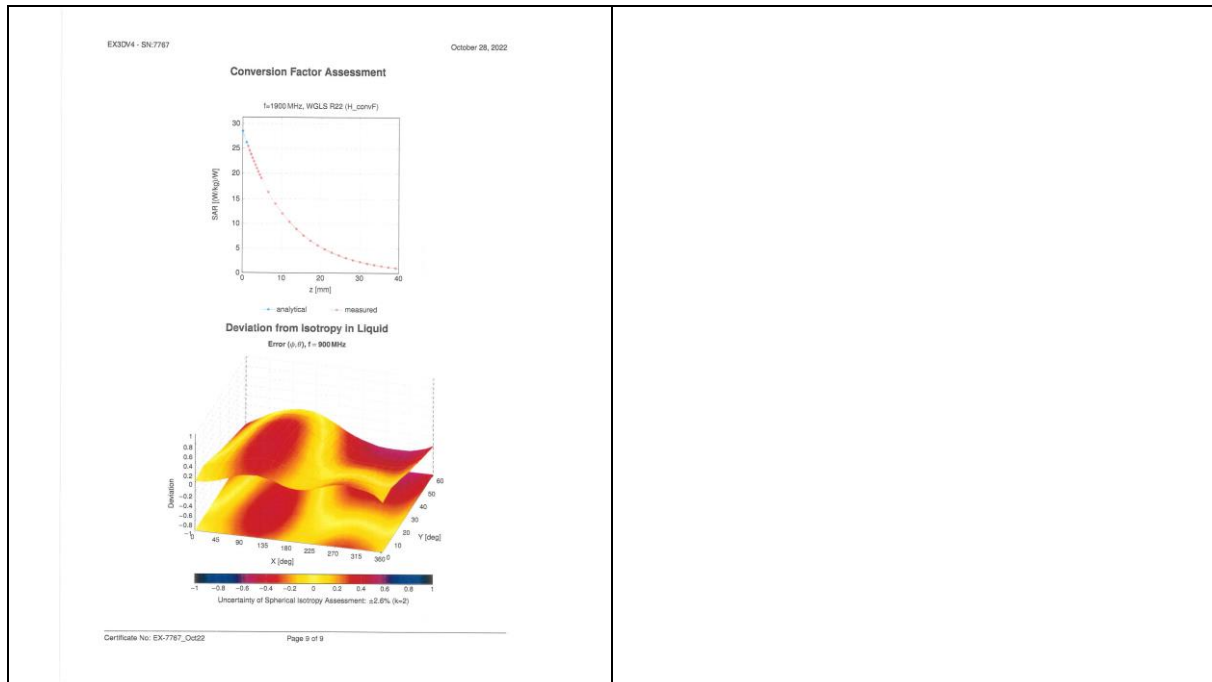 EX3DV4 - SN:7767
October 28, 2022
Conversion Factor Assessment
f=1900 MHz, WGLS R22 (H_convF)
30
25
20
15
10
5
0
SAR [(W/kg)/W]
0 10 20 30 40
z [mm]
analytical measured
Deviation from Isotropy in Liquid
Error (ϕ, θ), f = 900 MHz
1
0.8
0.6
0.4
0.2
0
−0.2
−0.4
−0.6
−0.8
−1
Deviation
0 45 90 135 180 225 270 315 360
X [deg]
0 10 20 30 40 50 60
Y [deg]
−1 −0.8 −0.6 −0.4 −0.2 0 0.2 0.4 0.6 0.8 1
Uncertainty of Spherical Isotropy Assessment: ±2.6% (k=2)
Certificate No: EX-7767_Oct22 Page 9 of 9